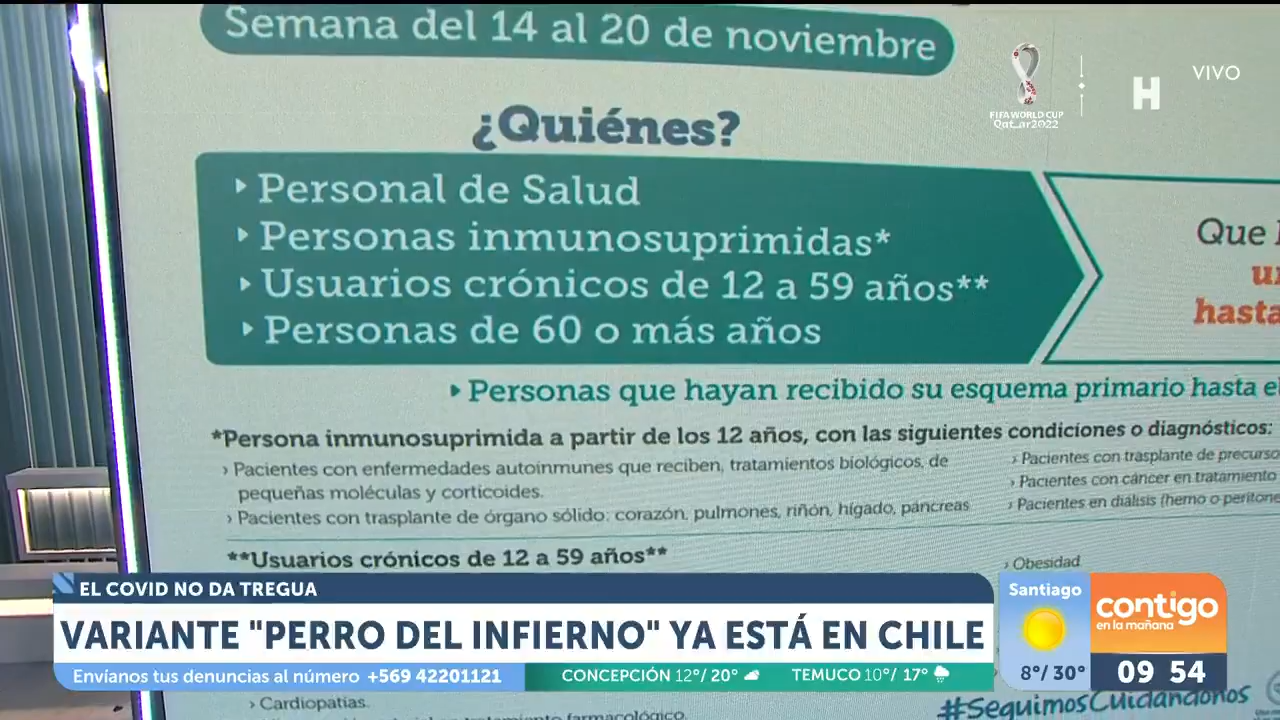 Semana del 14 al 20 de noviembre
FIFA WORLD CUP
Qatar2022
H
VIVO
¿Quiénes?
Personal de Salud
Personas inmunosuprimidas*
Usuarios crónicos de 12 a 59 años**
Personas de 60 o más años
Que
hasta
Personas que hayan recibido su esquema primario hasta el
*Persona inmunosuprimida a partir de los 12 años, con las siguientes condiciones o diagnósticos:
› Pacientes con enfermedades autoinmunes que reciben, tratamientos biológicos, de
pequeñas moléculas y corticoides.
› Pacientes con trasplante de órgano sólido: corazón, pulmones, riñón, hígado, páncreas
› Pacientes con trasplante de precurso
› Pacientes con cáncer en tratamiento
› Pacientes en diálisis (hemo o peritone
**Usuarios crónicos de 12 a 59 años**
› Obesidad
EL COVID NO DA TREGUA
VARIANTE "PERRO DEL INFIERNO" YA ESTÁ EN CHILE
Envíanos tus denuncias al número +569 42201121
CONCEPCIÓN 12°/ 20°
TEMUCO 10°/ 17°
Santiago
8°/ 30°
contigo
en la mañana
09 54
› Cardiopatías.
farmacológico.
#SeguimosCuidándonos